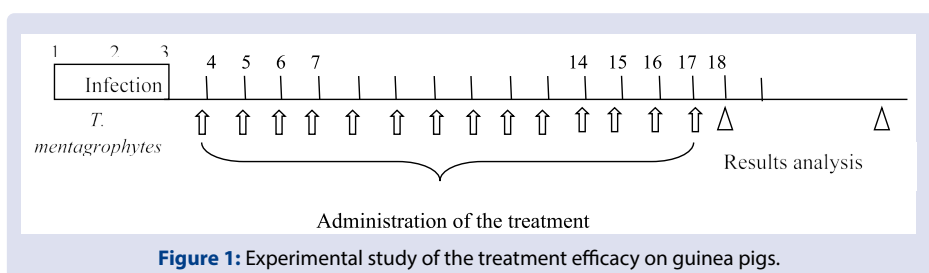 1 2 3
4 5 6 7 14 15 16 17 18
Infection
T.
mentagrophytes
Results analysis
Administration of the treatment
Figure 1: Experimental study of the treatment efficacy on guinea pigs.